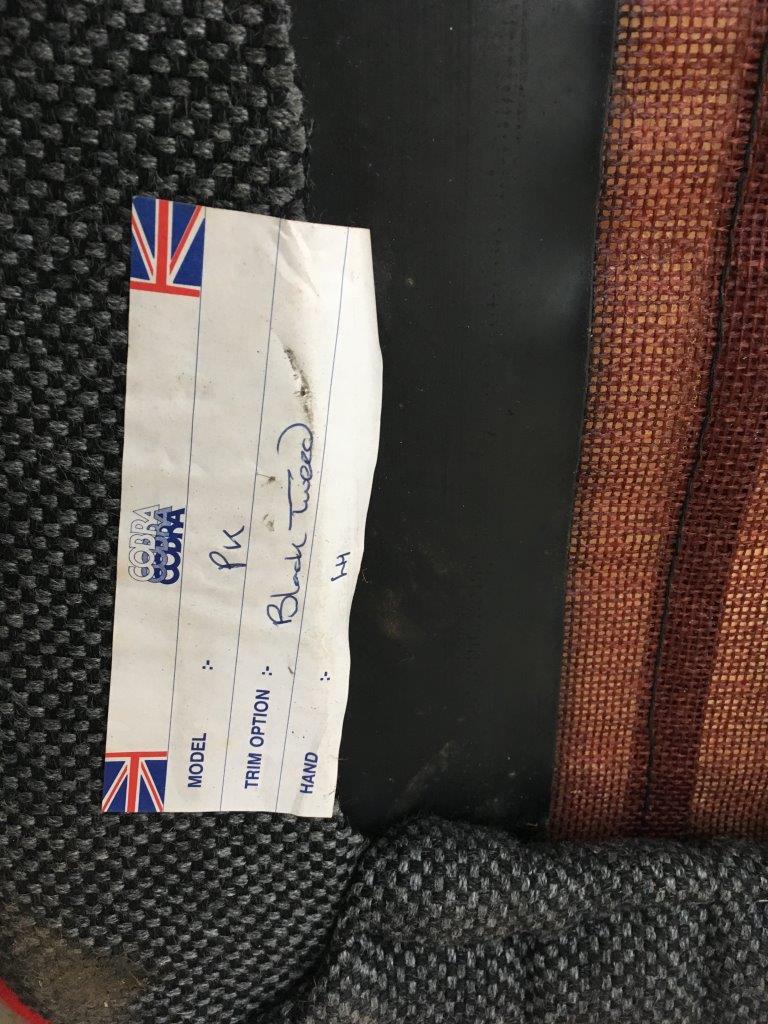 COBRA
MODEL :- PK
TRIM OPTION :- Black Tweed
HAND :- LH